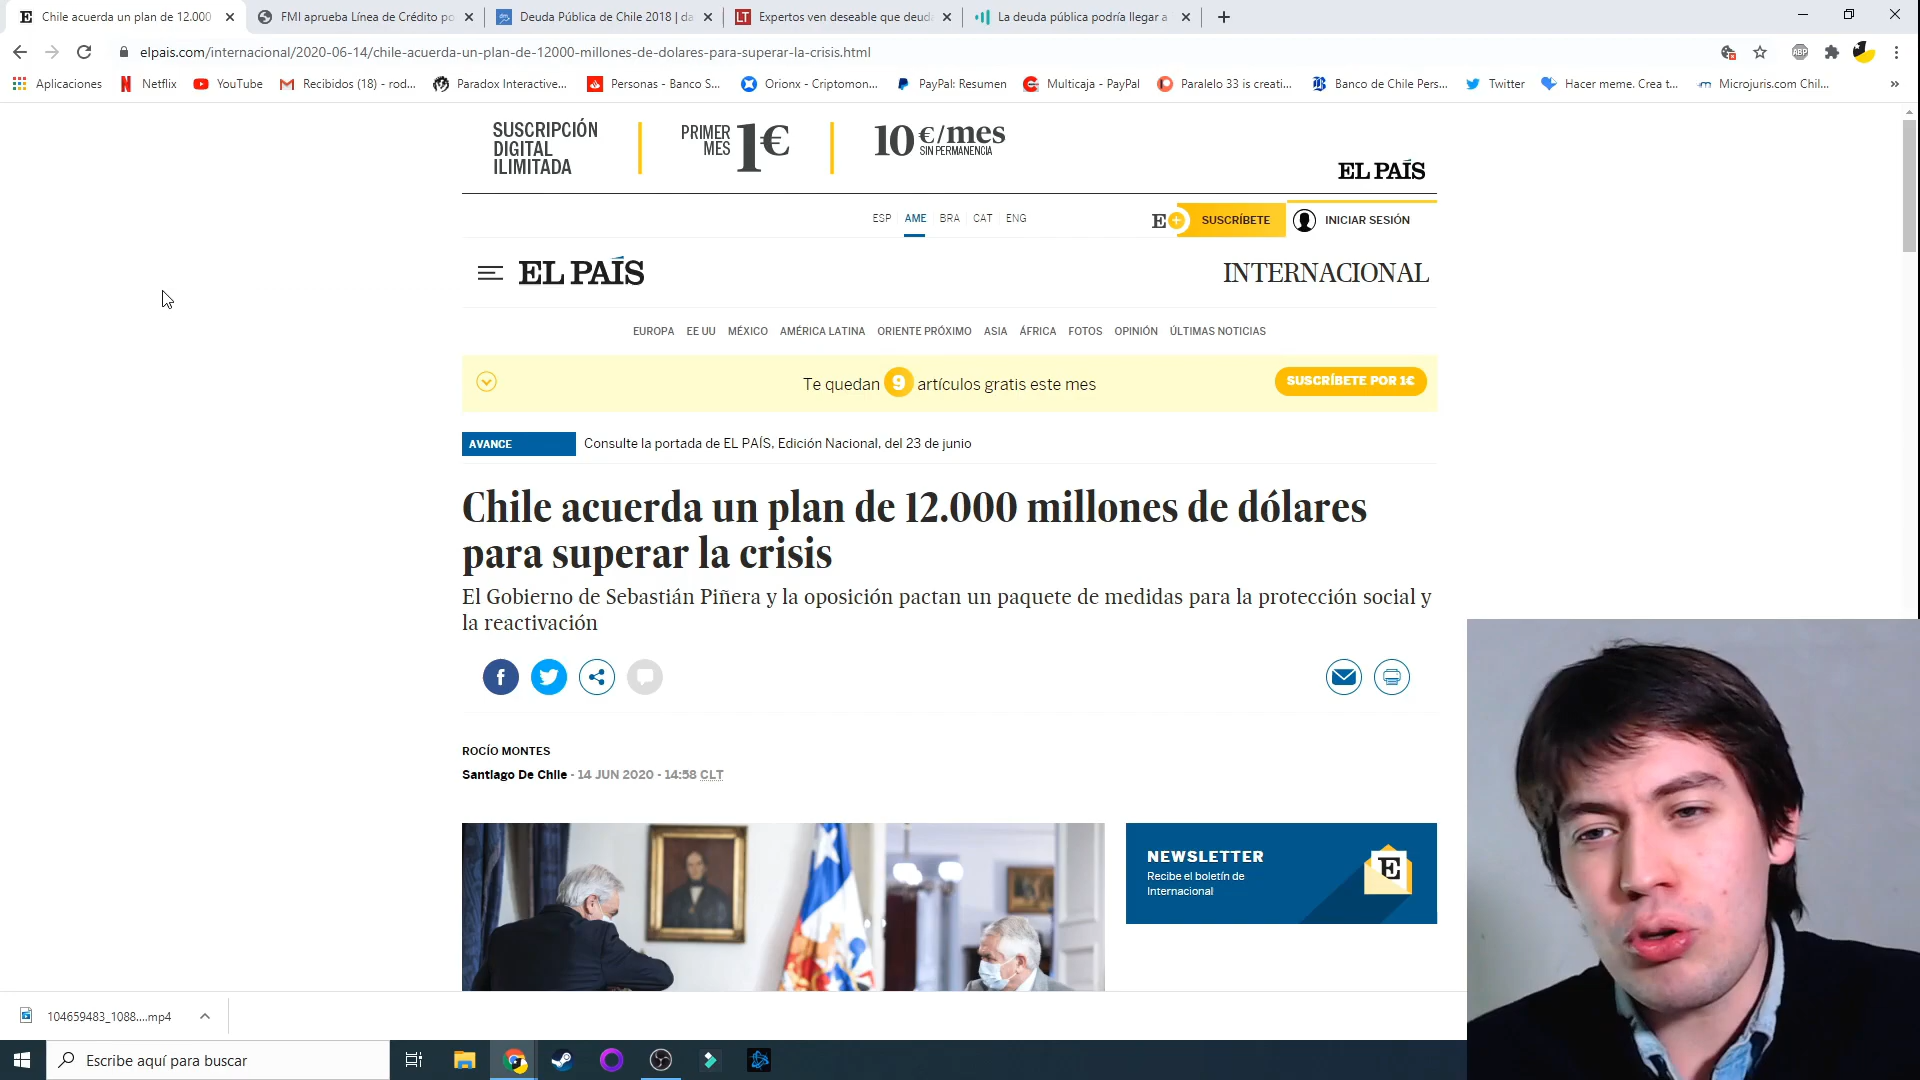 Chile acuerda un plan de 12.000
FMI aprueba Línea de Crédito po
Deuda Pública de Chile 2018 | da
LT
Expertos ven deseable que deuda
La deuda pública podría llegar a
elpais.com/internacional/2020-06-14/chile-acuerda-un-plan-de-12000-millones-de-dolares-para-superar-la-crisis.html
ABP
Aplicaciones
Netflix
YouTube
Recibidos (18) - rod...
Paradox Interactive...
Personas - Banco S...
Orionx - Criptomon...
PayPal: Resumen
Multicaja - PayPal
Paralelo 33 is creati...
Banco de Chile Pers...
Twitter
Hacer meme. Crea t...
Microjuris.com Chil...
»
SUSCRIPCIÓN
DIGITAL
ILIMITADA
PRIMER
MES
1€
10 €/mes
SIN PERMANENCIA
EL PAÍS
ESP
AME
BRA
CAT
ENG
E+
SUSCRÍBETE
INICIAR SESIÓN
EL PAÍS
INTERNACIONAL
EUROPA EE UU MÉXICO AMÉRICA LATINA ORIENTE PRÓXIMO ASIA ÁFRICA FOTOS OPINIÓN ÚLTIMAS NOTICIAS
Te quedan 9 artículos gratis este mes
SUSCRÍBETE POR 1€
AVANCE
Consulte la portada de EL PAÍS, Edición Nacional, del 23 de junio
Chile acuerda un plan de 12.000 millones de dólares
para superar la crisis
El Gobierno de Sebastián Piñera y la oposición pactan un paquete de medidas para la protección social y
la reactivación
ROCÍO MONTES
Santiago De Chile - 14 JUN 2020 - 14:58 CLT
NEWSLETTER
Recibe el boletín de
Internacional
E
104659483_1088....mp4
Escribe aquí para buscar